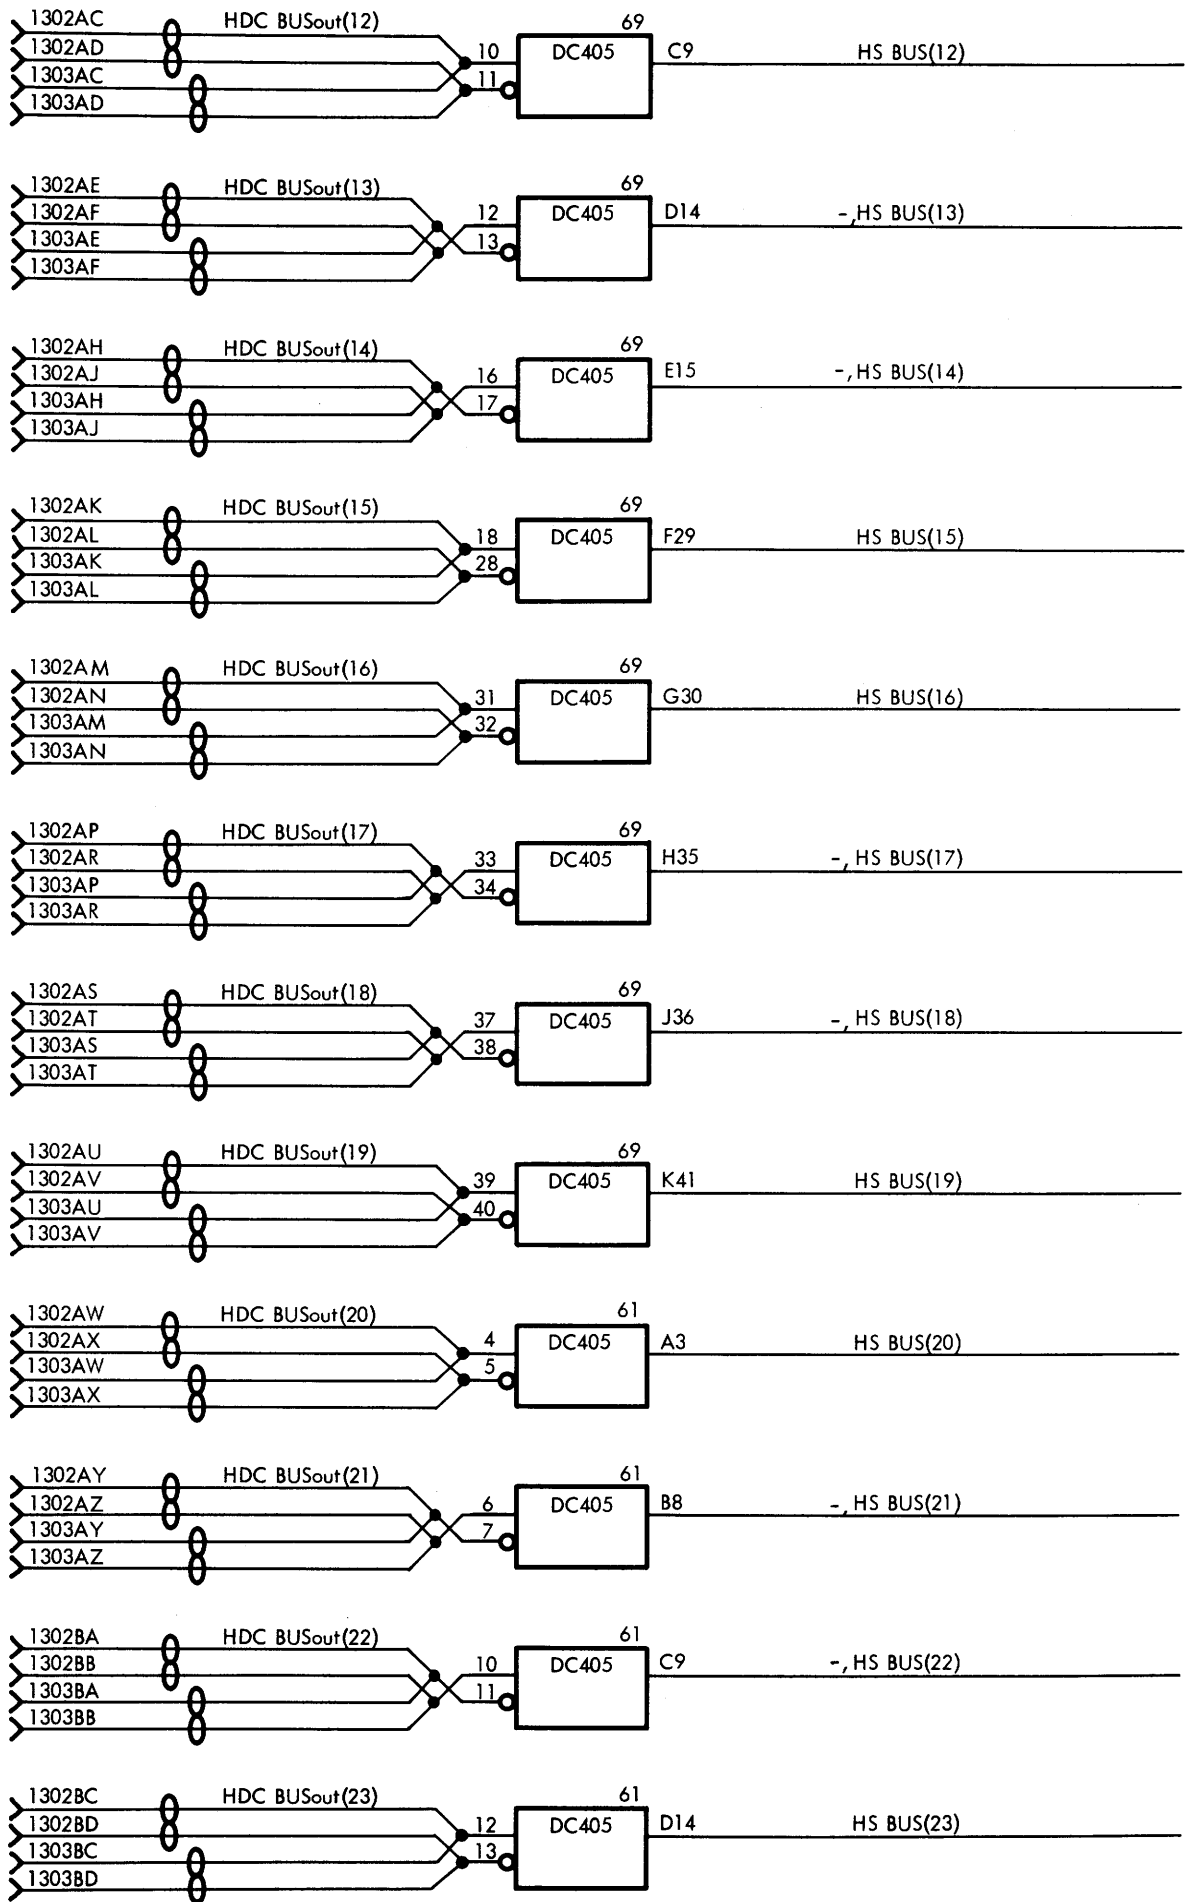 1302AC HDC BUSout(12) 69
1302AD 10 DC405 C9 HS BUS(12)
1303AC 11
1303AD
1302AE HDC BUSout(13) 69
1302AF 12 DC405 D14 -,HS BUS(13)
1303AE 13
1303AF
1302AH HDC BUSout(14) 69
1302AJ 16 DC405 E15 -,HS BUS(14)
1303AH 17
1303AJ
1302AK HDC BUSout(15) 69
1302AL 18 DC405 F29 HS BUS(15)
1303AK 28
1303AL
1302AM HDC BUSout(16) 69
1302AN 31 DC405 G30 HS BUS(16)
1303AM 32
1303AN
1302AP HDC BUSout(17) 69
1302AR 33 DC405 H35 -, HS BUS(17)
1303AP 34
1303AR
1302AS HDC BUSout(18) 69
1302AT 37 DC405 J36 -, HS BUS(18)
1303AS 38
1303AT
1302AU HDC BUSout(19) 69
1302AV 39 DC405 K41 HS BUS(19)
1303AU 40
1303AV
1302AW HDC BUSout(20) 61
1302AX 4 DC405 A3 HS BUS(20)
1303AW 5
1303AX
1302AY HDC BUSout(21) 61
1302AZ 6 DC405 B8 -, HS BUS(21)
1303AY 7
1303AZ
1302BA HDC BUSout(22) 61
1302BB 10 DC405 C9 -, HS BUS(22)
1303BA 11
1303BB
1302BC HDC BUSout(23) 61
1302BD 12 DC405 D14 HS BUS(23)
1303BC 13
1303BD